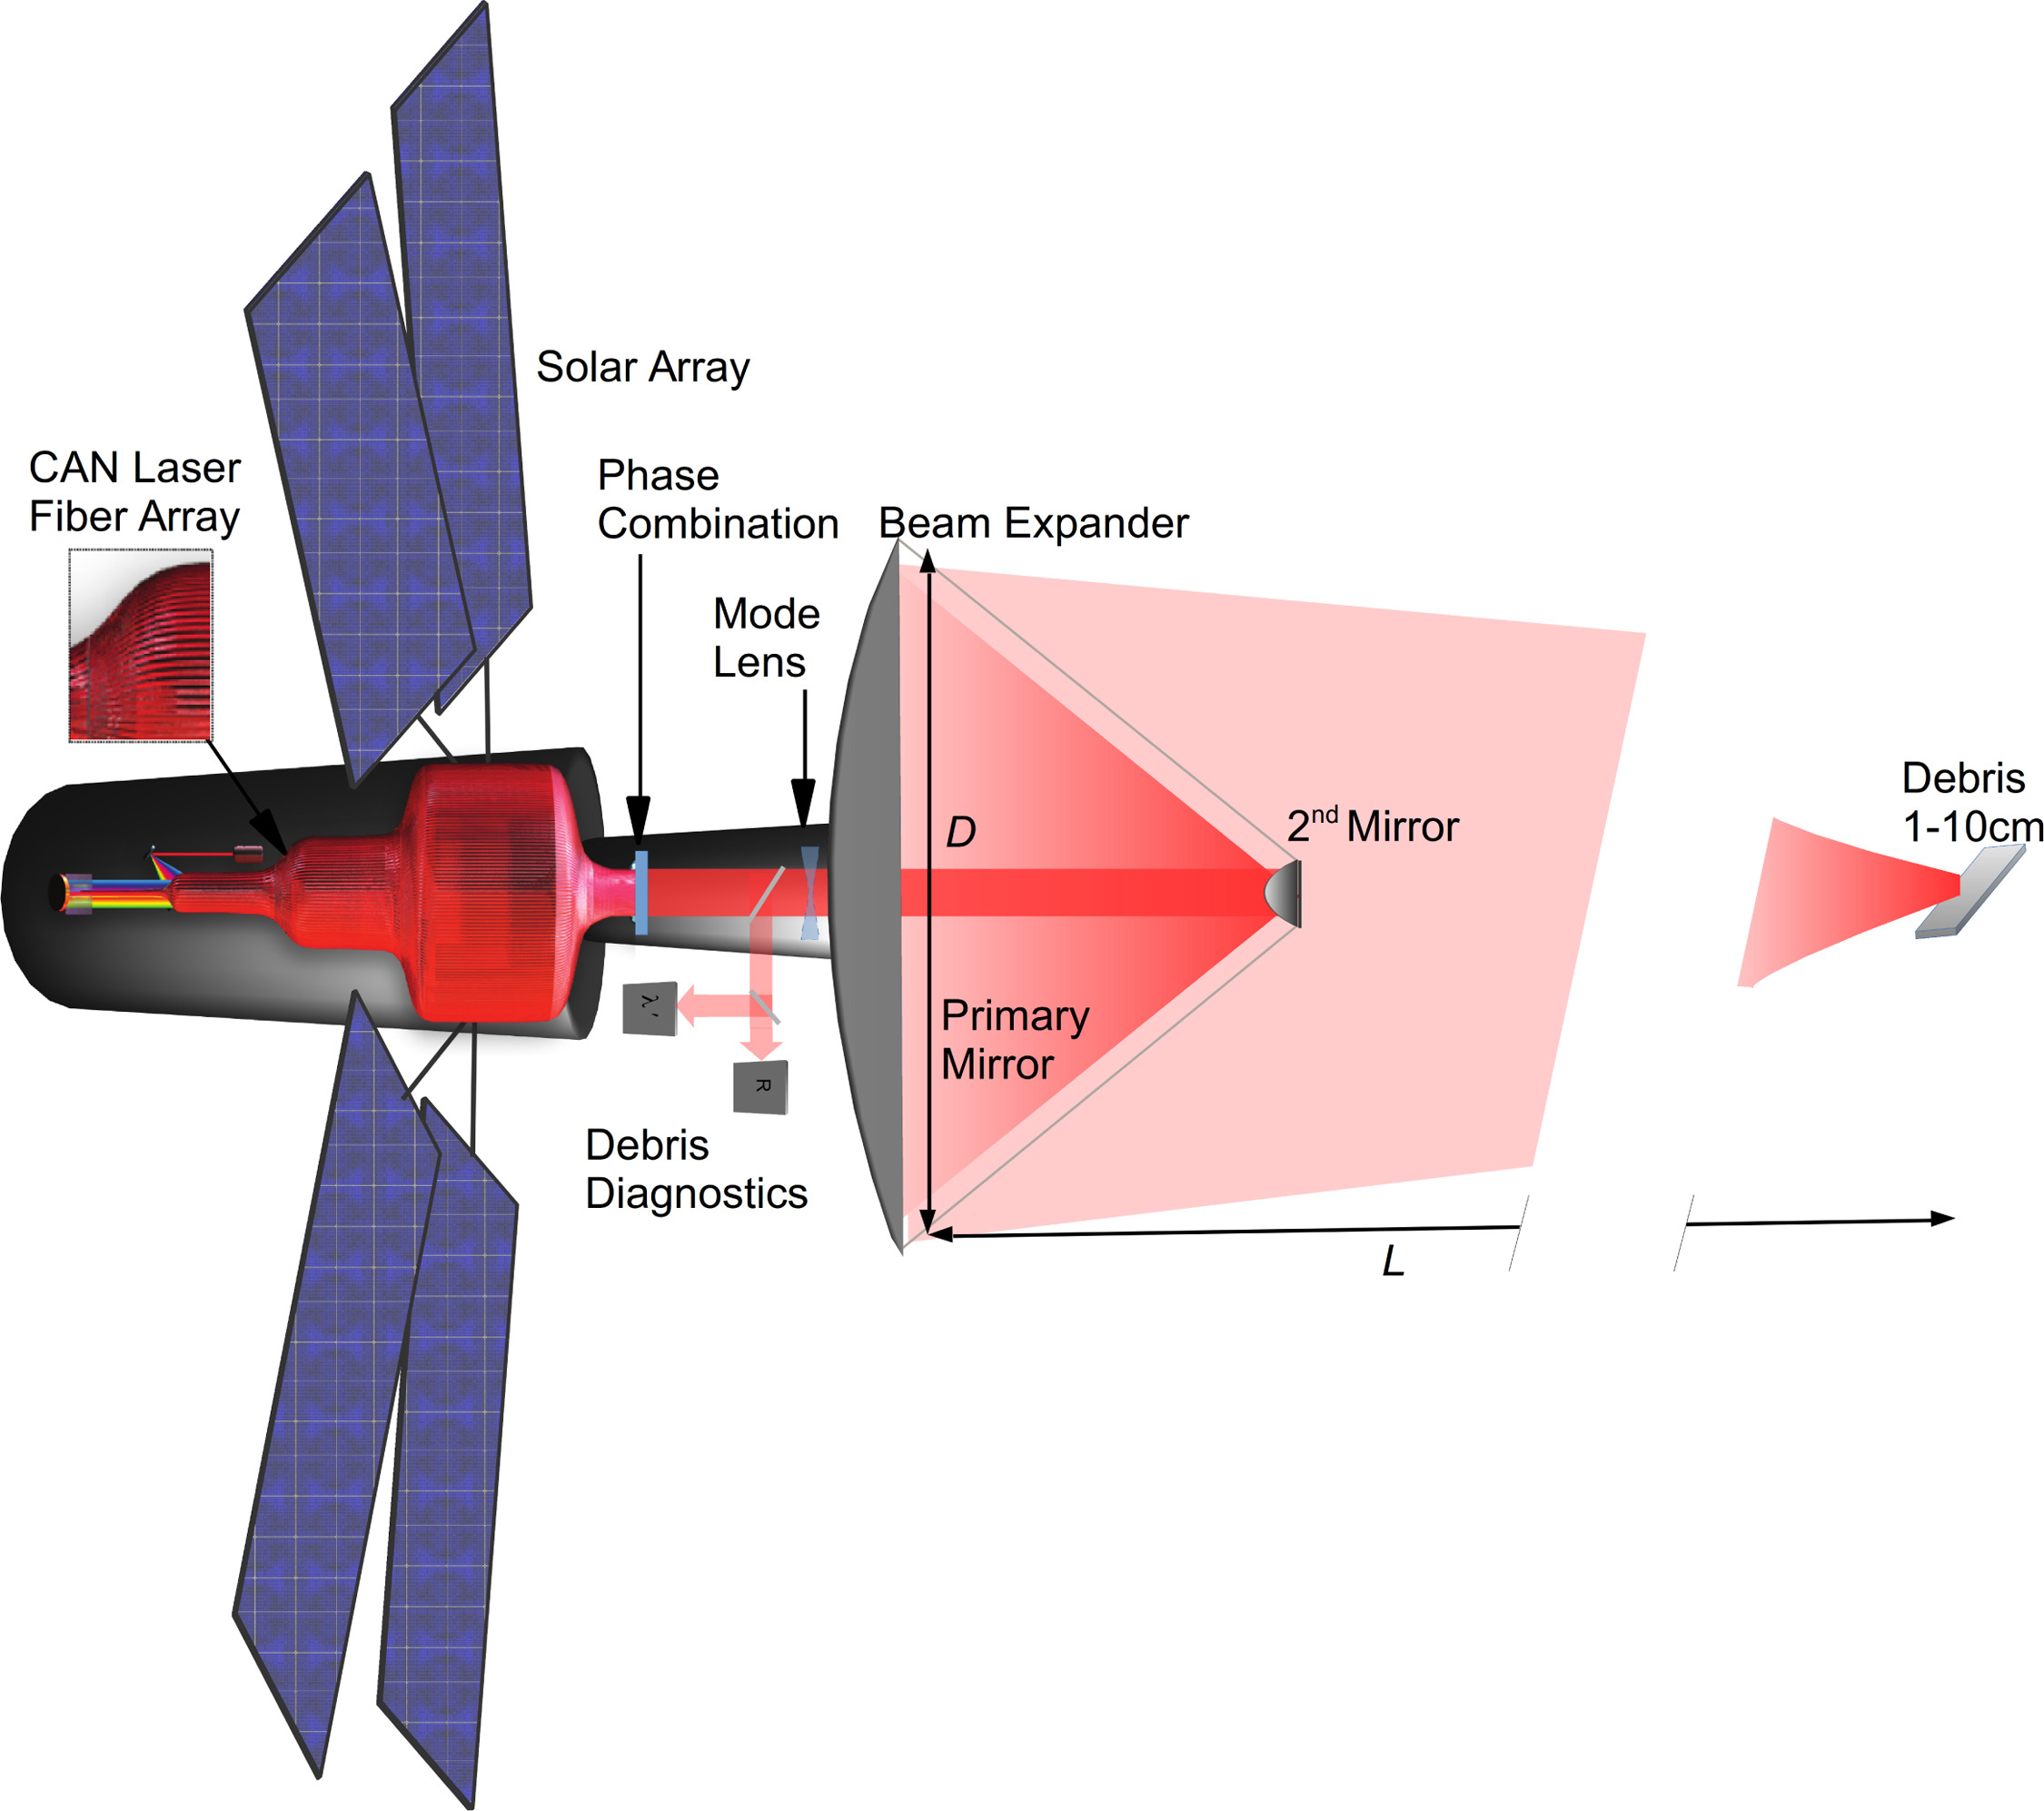 Solar Array
CAN Laser
Fiber Array
Phase
Combination
Beam Expander
Mode
Lens
Debris
1-10cm
2nd Mirror
D
Primary
Mirror
λ'
R
Debris
Diagnostics
L